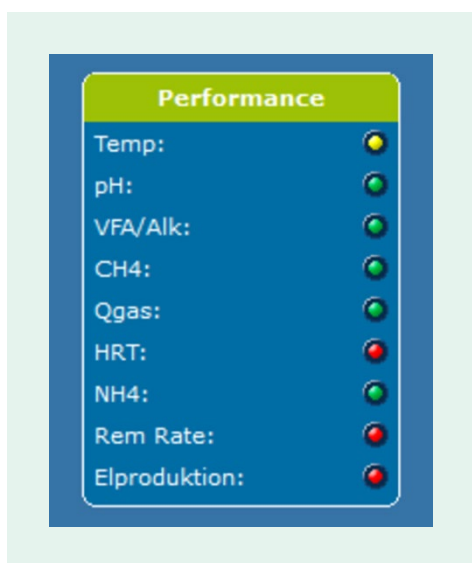 Performance
Temp:
pH:
VFA/Alk:
CH4:
Qgas:
HRT:
NH4:
Rem Rate:
Elproduktion: